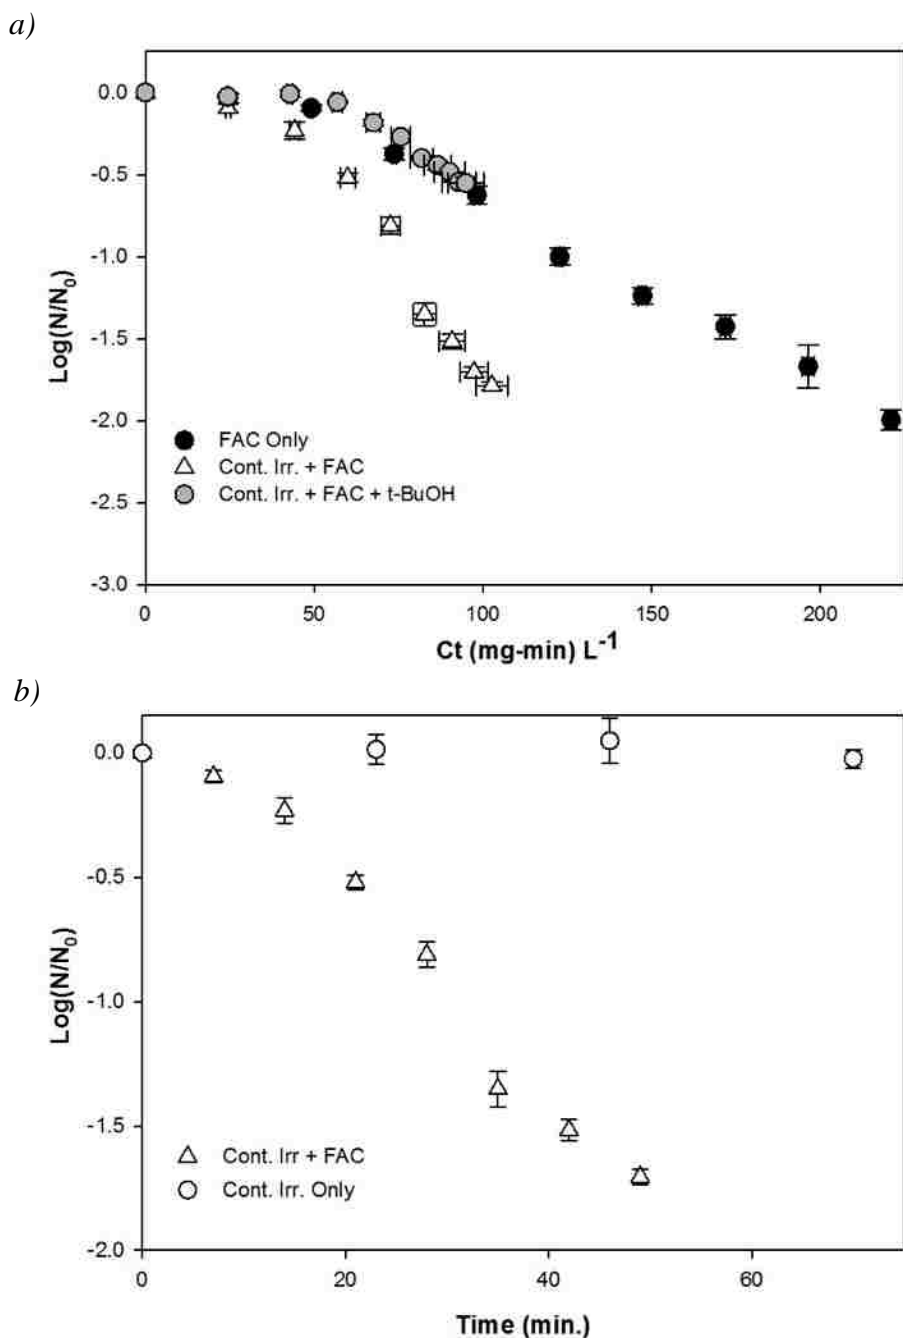 a)
0.0
-0.5
-1.0
-1.5
-2.0
-2.5
-3.0
Log(N/N₀)
FAC Only
Cont. Irr. + FAC
Cont. Irr. + FAC + t-BuOH
0 50 100 150 200
Ct (mg-min) L⁻¹
b)
0.0
-0.5
-1.0
-1.5
-2.0
Log(N/N₀)
Cont. Irr + FAC
Cont. Irr. Only
0 20 40 60
Time (min.)